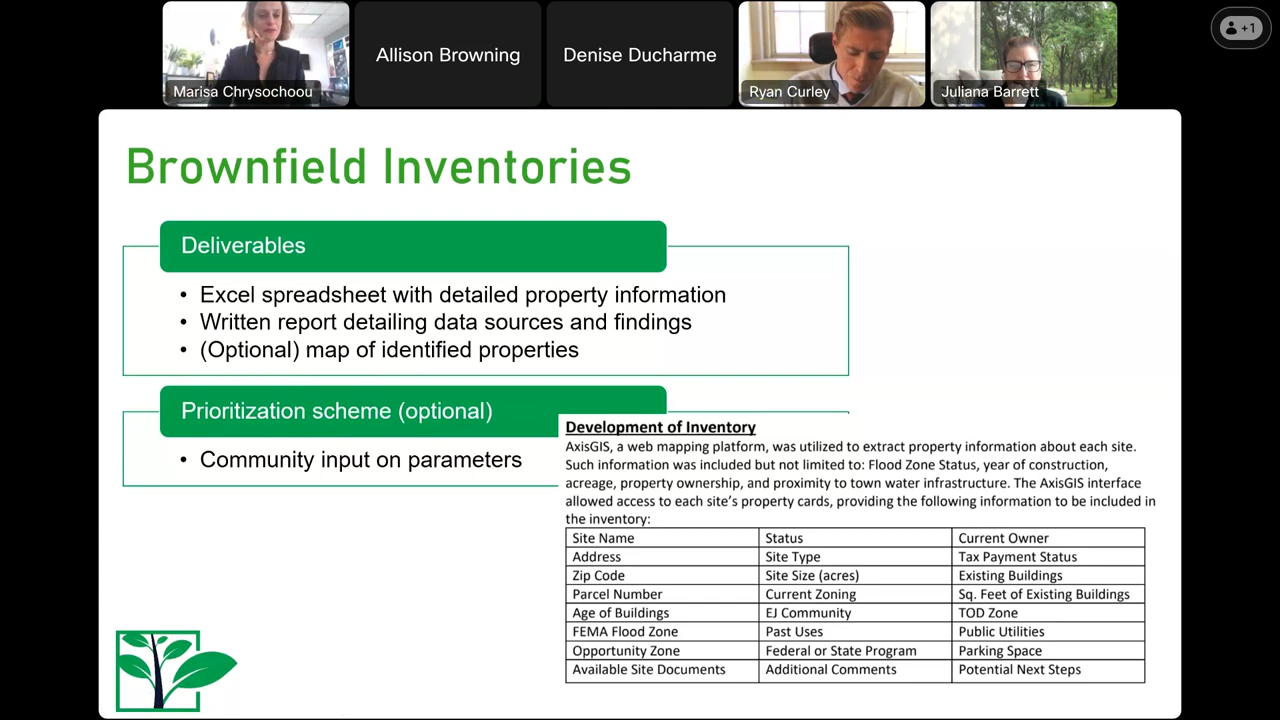 Marisa Chrysochoou
Allison Browning
Denise Ducharme
Ryan Curley
Juliana Barrett
+1
Brownfield Inventories
Deliverables
• Excel spreadsheet with detailed property information
• Written report detailing data sources and findings
• (Optional) map of identified properties
Prioritization scheme (optional)
• Community input on parameters
Development of Inventory
AxisGIS, a web mapping platform, was utilized to extract property information about each site.
Such information was included but not limited to: Flood Zone Status, year of construction,
acreage, property ownership, and proximity to town water infrastructure. The AxisGIS interface
allowed access to each site's property cards, providing the following information to be included in
the inventory:
Site Name Status Current Owner
Address Site Type Tax Payment Status
Zip Code Site Size (acres) Existing Buildings
Parcel Number Current Zoning Sq. Feet of Existing Buildings
Age of Buildings EJ Community TOD Zone
FEMA Flood Zone Past Uses Public Utilities
Opportunity Zone Federal or State Program Parking Space
Available Site Documents Additional Comments Potential Next Steps